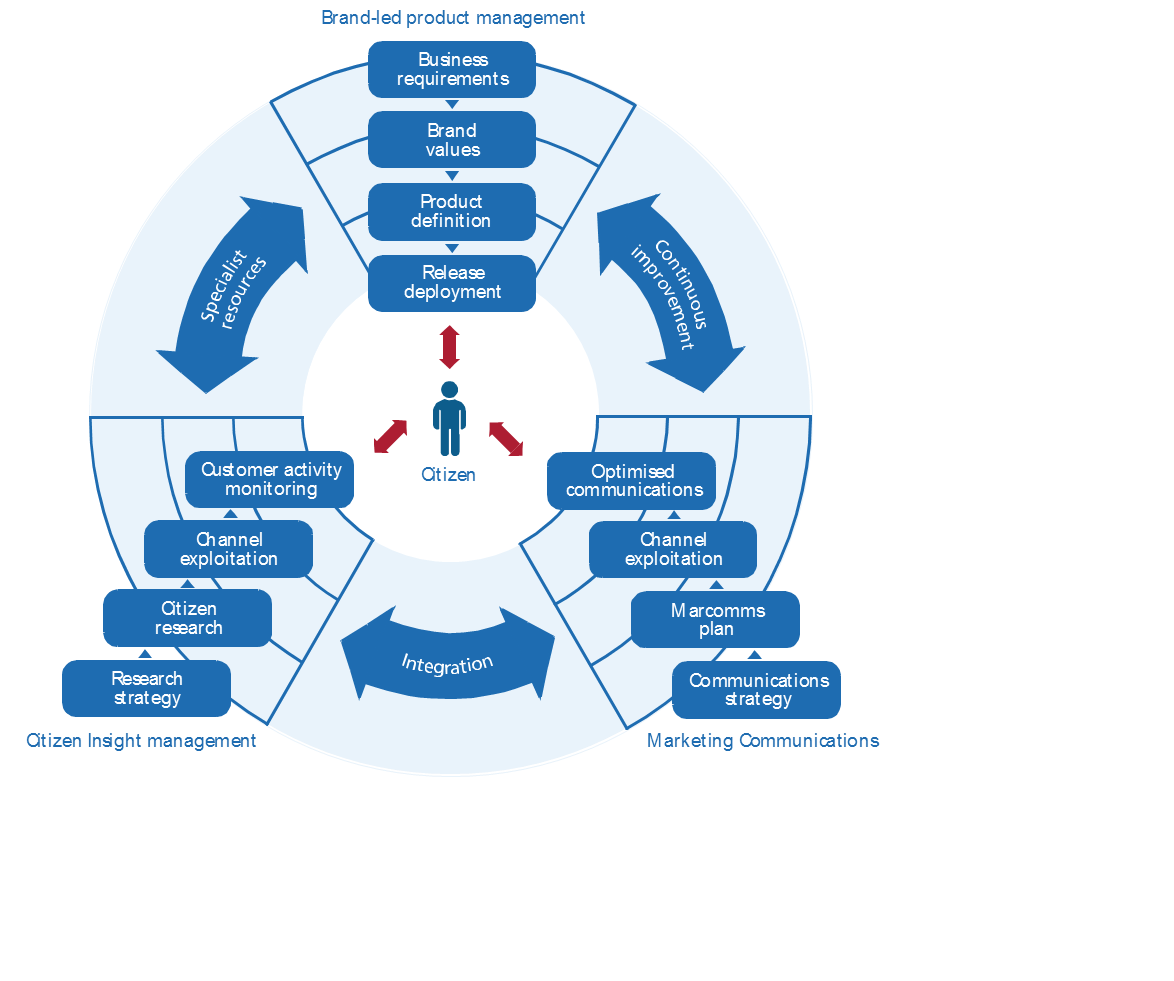 Brand-led product management
Business
requirements
Brand
values
Product
definition
Release
deployment
Specialist
resources
Continuous
improvement
Citizen
Customer activity
monitoring
Channel
exploitation
Citizen
research
Research
strategy
Citizen Insight management
Optimised
communications
Channel
exploitation
Marcomms
plan
Communications
strategy
Marketing Communications
Integration